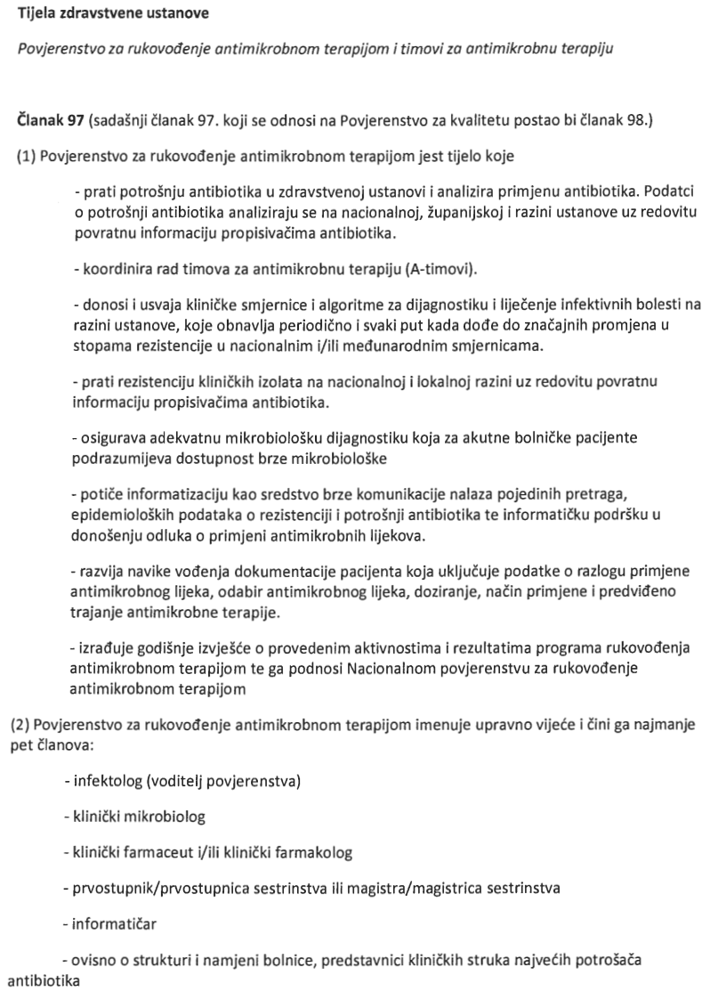 Tijela zdravstvene ustanove
Povjerenstvo za rukovođenje antimikrobnom terapijom i timovi za antimikrobnu terapiju
Članak 97 (sadašnji članak 97. koji se odnosi na Povjerenstvo za kvalitetu postao bi članak 98.)
(1) Povjerenstvo za rukovođenje antimikrobnom terapijom jest tijelo koje
- prati potrošnju antibiotika u zdravstvenoj ustanovi i analizira primjenu antibiotika. Podatci
o potrošnji antibiotika analiziraju se na nacionalnoj, županijskoj i razini ustanove uz redovitu
povratnu informaciju propisivačima antibiotika.
- koordinira rad timova za antimikrobnu terapiju (A-timovi).
- donosi i usvaja kliničke smjernice i algoritme za dijagnostiku i liječenje infektivnih bolesti na
razini ustanove, koje obnavlja periodično i svaki put kada dođe do značajnih promjena u
stopama rezistencije u nacionalnim i/ili međunarodnim smjernicama.
- prati rezistenciju kliničkih izolata na nacionalnoj i lokalnoj razini uz redovitu povratnu
informaciju propisivačima antibiotika.
- osigurava adekvatnu mikrobiološku dijagnostiku koja za akutne bolničke pacijente
podrazumijeva dostupnost brze mikrobiološke
- potiče informatizaciju kao sredstvo brze komunikacije nalaza pojedinih pretraga,
epidemioloških podataka o rezistenciji i potrošnji antibiotika te informatičku podršku u
donošenju odluka o primjeni antimikrobnih lijekova.
- razvija navike vođenja dokumentacije pacijenta koja uključuje podatke o razlogu primjene
antimikrobnog lijeka, odabir antimikrobnog lijeka, doziranje, način primjene i predviđeno
trajanje antimikrobne terapije.
- izrađuje godišnje izvješće o provedenim aktivnostima i rezultatima programa rukovođenja
antimikrobnom terapijom te ga podnosi Nacionalnom povjerenstvu za rukovođenje
antimikrobnom terapijom
(2) Povjerenstvo za rukovođenje antimikrobnom terapijom imenuje upravno vijeće i čini ga najmanje
pet članova:
- infektolog (voditelj povjerenstva)
- klinički mikrobiolog
- klinički farmaceut i/ili klinički farmakolog
- prvostupnik/prvostupnica sestrinstva ili magistra/magistrica sestrinstva
- informatičar
- ovisno o strukturi i namjeni bolnice, predstavnici kliničkih struka najvećih potrošača
antibiotika